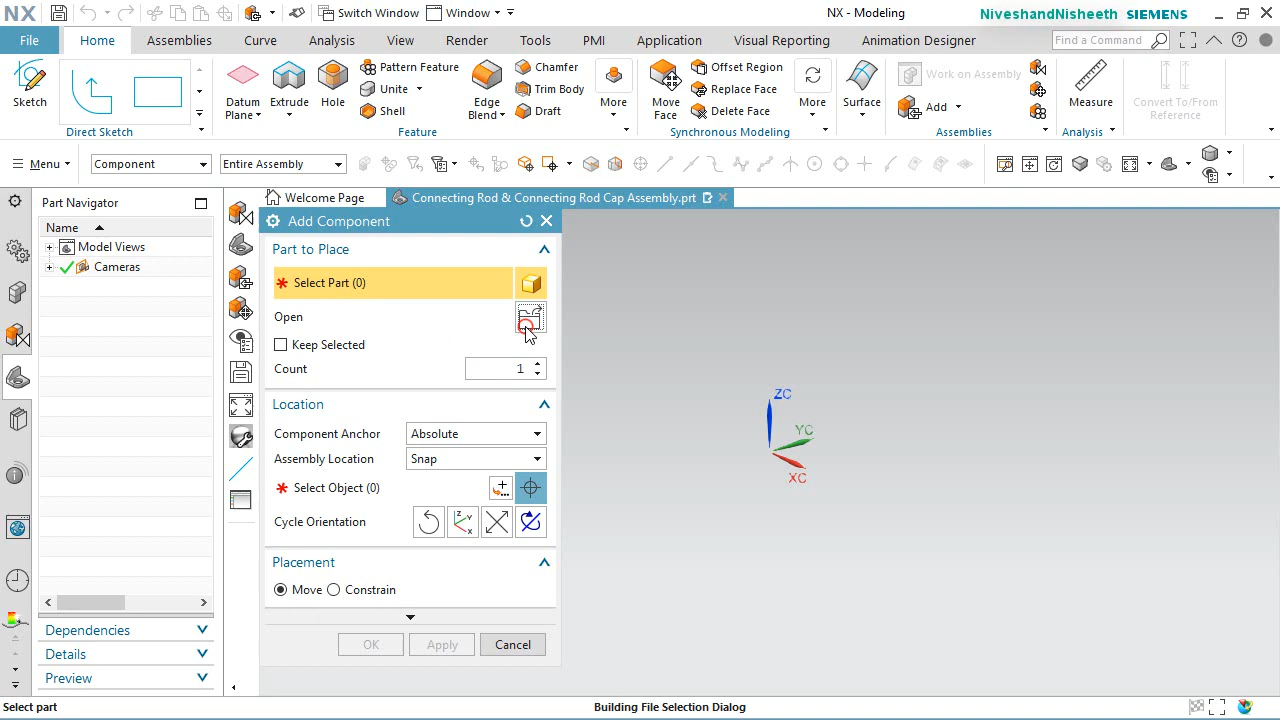 NX Switch Window Window NX - Modeling NiveshandNisheeth SIEMENS
File Home Assemblies Curve Analysis View Render Tools PMI Application Visual Reporting Animation Designer Find a Command
Sketch
Datum Plane
Extrude
Hole
Pattern Feature
Unite
Shell
Edge Blend
Chamfer
Trim Body
Draft
More
Move Face
Offset Region
Replace Face
Delete Face
More
Surface
Work on Assembly
Add
Measure
Convert To/From Reference
Direct Sketch Feature Synchronous Modeling Assemblies Analysis
Menu Component Entire Assembly
Part Navigator
Name
Model Views
Cameras
Dependencies
Details
Preview
Welcome Page Connecting Rod & Connecting Rod Cap Assembly.prt
Add Component
Part to Place
* Select Part (0)
Open
Keep Selected
Count 1
Location
Component Anchor Absolute
Assembly Location Snap
* Select Object (0)
Cycle Orientation
Z Y X
Placement
Move Constrain
OK Apply Cancel
ZC
YC
XC
Select part Building File Selection Dialog